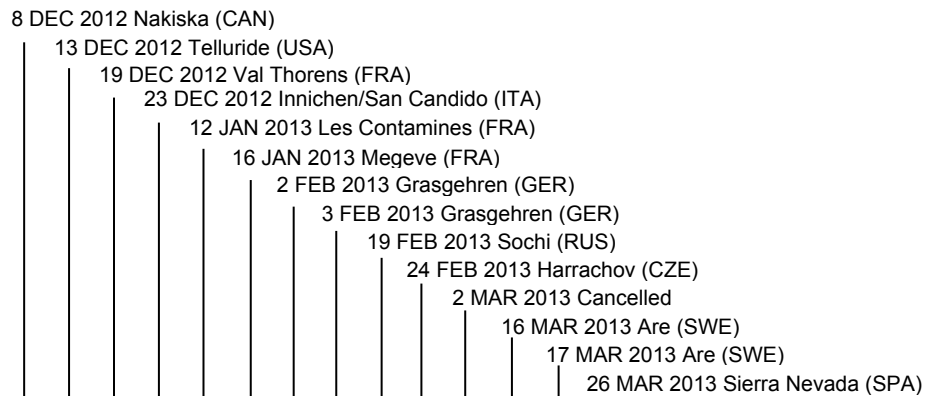 8 DEC 2012 Nakiska (CAN)
13 DEC 2012 Telluride (USA)
19 DEC 2012 Val Thorens (FRA)
23 DEC 2012 Innichen/San Candido (ITA)
12 JAN 2013 Les Contamines (FRA)
16 JAN 2013 Megeve (FRA)
2 FEB 2013 Grasgehren (GER)
3 FEB 2013 Grasgehren (GER)
19 FEB 2013 Sochi (RUS)
24 FEB 2013 Harrachov (CZE)
2 MAR 2013 Cancelled
16 MAR 2013 Are (SWE)
17 MAR 2013 Are (SWE)
26 MAR 2013 Sierra Nevada (SPA)